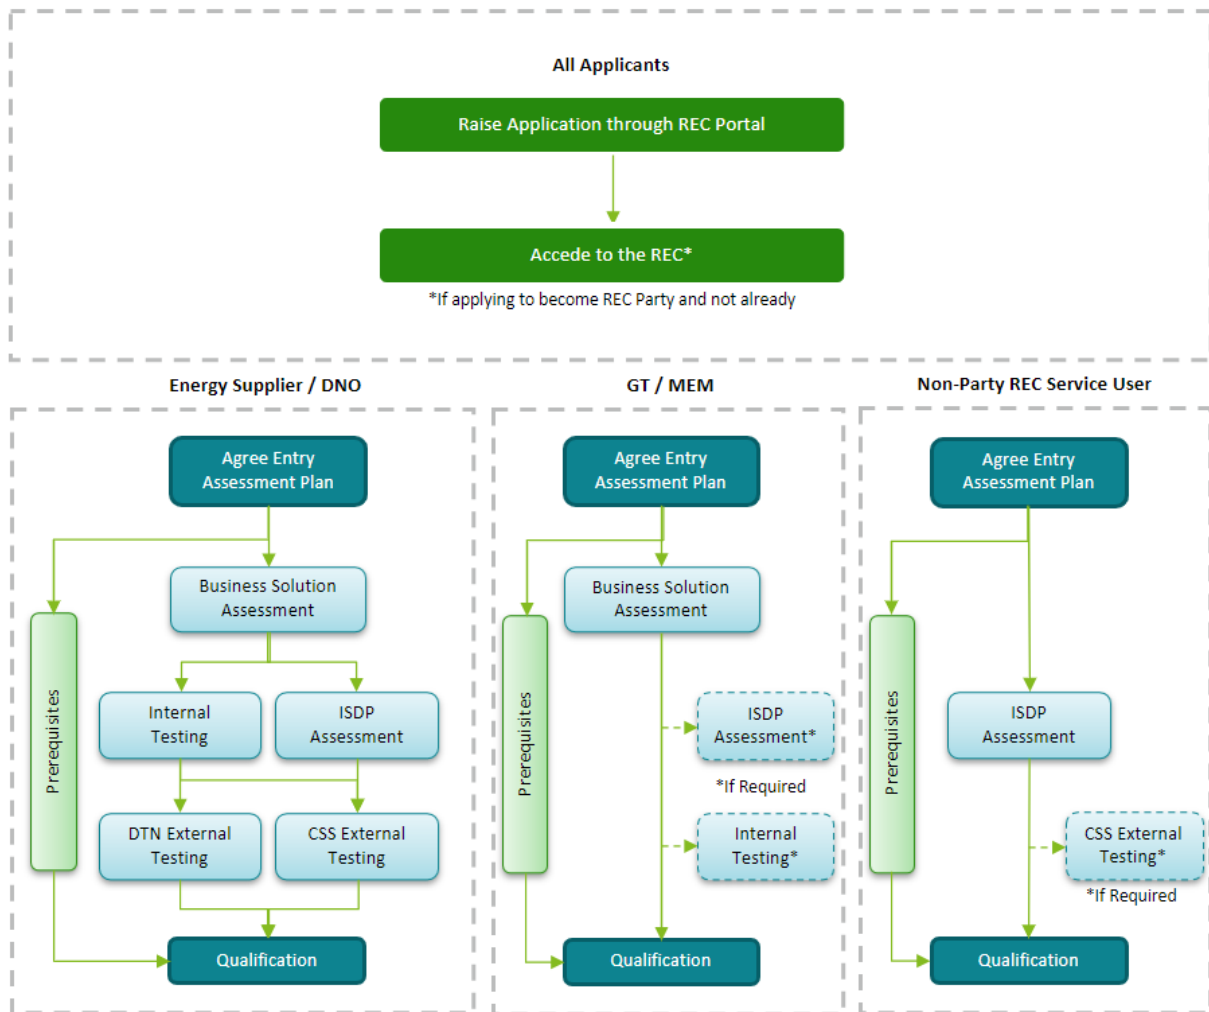 All Applicants
Raise Application through REC Portal
Accede to the REC*
*If applying to become REC Party and not already
Energy Supplier / DNO
Agree Entry
Assessment Plan
Business Solution
Assessment
Prerequisites
Internal
Testing
ISDP
Assessment
DTN External
Testing
CSS External
Testing
Qualification
GT / MEM
Agree Entry
Assessment Plan
Business Solution
Assessment
Prerequisites
ISDP
Assessment*
*If Required
Internal
Testing*
Qualification
Non-Party REC Service User
Agree Entry
Assessment Plan
Prerequisites
ISDP
Assessment
CSS External
Testing*
*If Required
Qualification